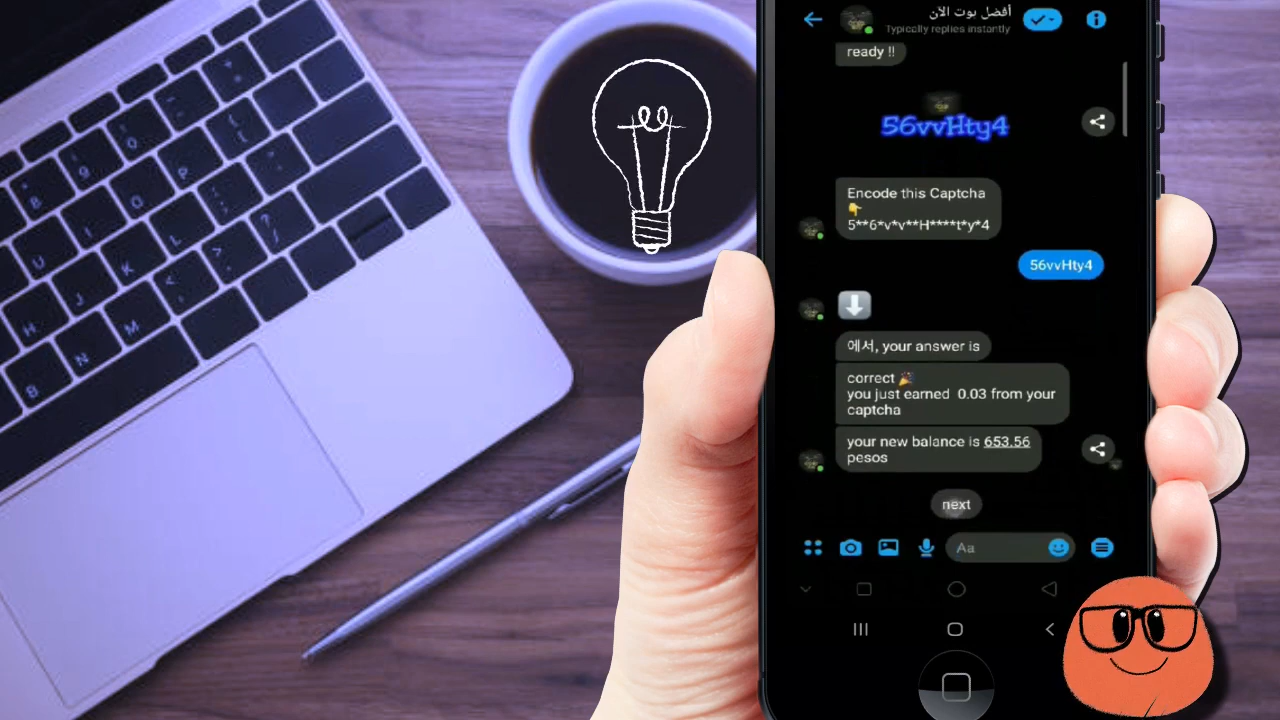 أفضل بوت الآن
Typically replies instantly
ready !!
56vvHty4
Encode this Captcha
👇
5**6*v*v**H****t*y*4
56vvHty4
⬇️
에서, your answer is
correct 🎉
you just earned 0.03 from your
captcha
your new balance is 653.56
pesos
next
Aa